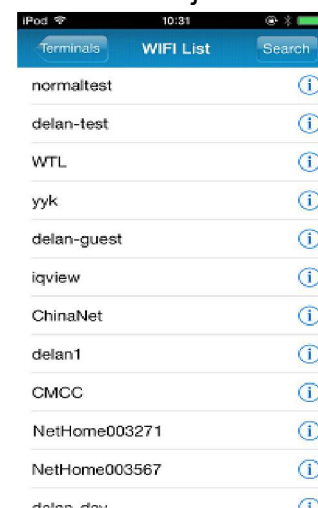 iPod 10:31
Terminals WIFI List Search
normaltest
delan-test
WTL
yyk
delan-guest
iqview
ChinaNet
delan1
CMCC
NetHome003271
NetHome003567